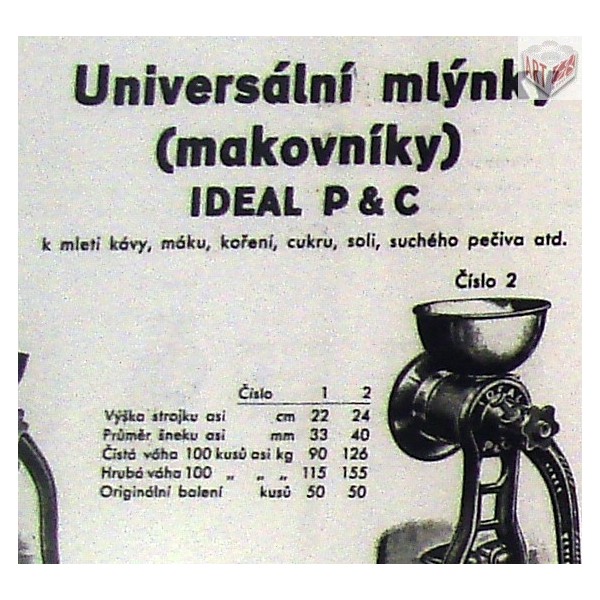 Universální mlýnky
(makovníky)
IDEAL P & C
k mletí kávy, máku, koření, cukru, soli, suchého pečiva atd.
Číslo 2
Číslo 1 2
Výška strojku asi cm 22 24
Průměr šneku asi mm 33 40
Čistá váha 100 kusů asi kg 90 126
Hrubá váha 100 „ „ „ 115 155
Originální balení kusů 50 50
IDEAL